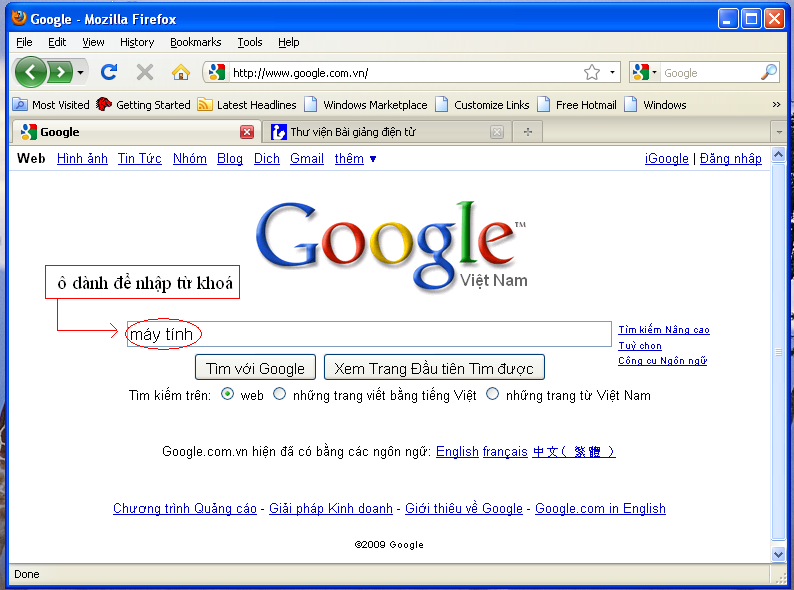 Google - Mozilla Firefox
File Edit View History Bookmarks Tools Help
http://www.google.com.vn/ Google
Most Visited Getting Started Latest Headlines Windows Marketplace Customize Links Free Hotmail Windows »
Google Thư viện Bài giảng điện tử
Web Hình ảnh Tin Tức Nhóm Blog Dịch Gmail thêm ▼ iGoogle | Đăng nhập
Google™
Việt Nam
ô dành để nhập từ khoá
máy tính
Tìm kiếm Nâng cao
Tuỳ chọn
Công cụ Ngôn ngữ
Tìm với Google Xem Trang Đầu tiên Tìm được
Tìm kiếm trên: web những trang viết bằng tiếng Việt những trang từ Việt Nam
Google.com.vn hiện đã có bằng các ngôn ngữ: English français 中文( 繁體 )
Chương trình Quảng cáo - Giải pháp Kinh doanh - Giới thiệu về Google - Google.com in English
©2009 Google
Done